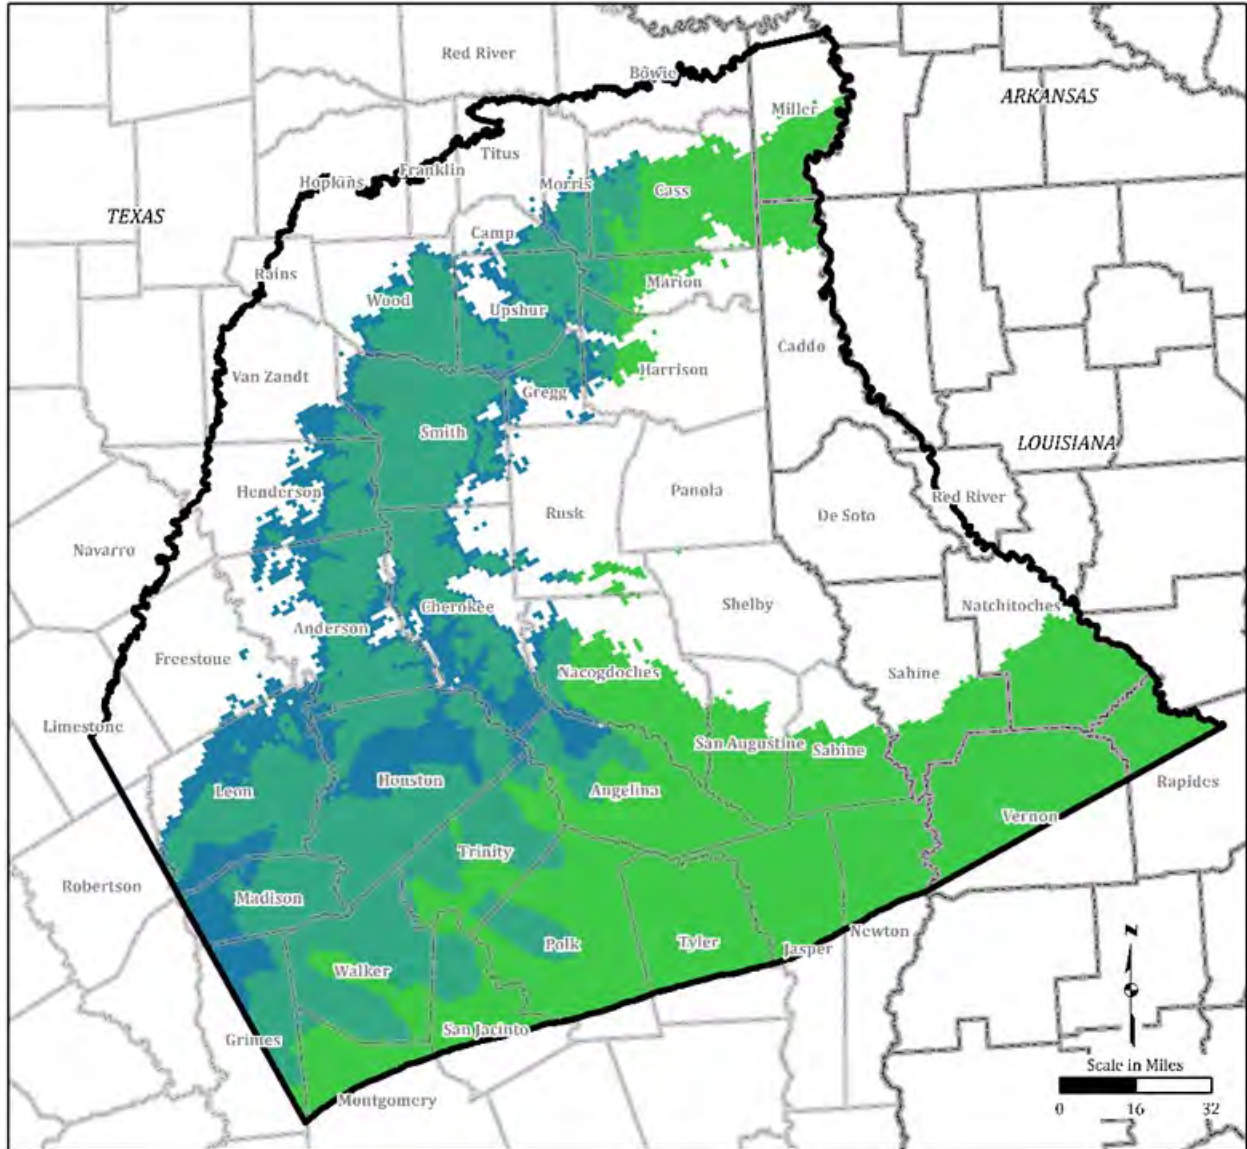 Red River
Bowie
ARKANSAS
Miller
Titus
Franklin
Hopkins
Morris
Cass
TEXAS
Camp
Rains
Marion
Wood
Upshur
Caddo
Van Zandt
Harrison
Gregg
Smith
LOUISIANA
Henderson
Panola
Red River
Rusk
De Soto
Navarro
Shelby
Natchitoches
Cherokee
Anderson
Freestone
Nacogdoches
Sabine
Limestone
San Augustine
Sabine
Houston
Leon
Angelina
Rapides
Vernon
Trinity
Robertson
Madison
Newton
N
Polk
Tyler
Jasper
Walker
San Jacinto
Grimes
Scale in Miles
Montgomery
0 16 32